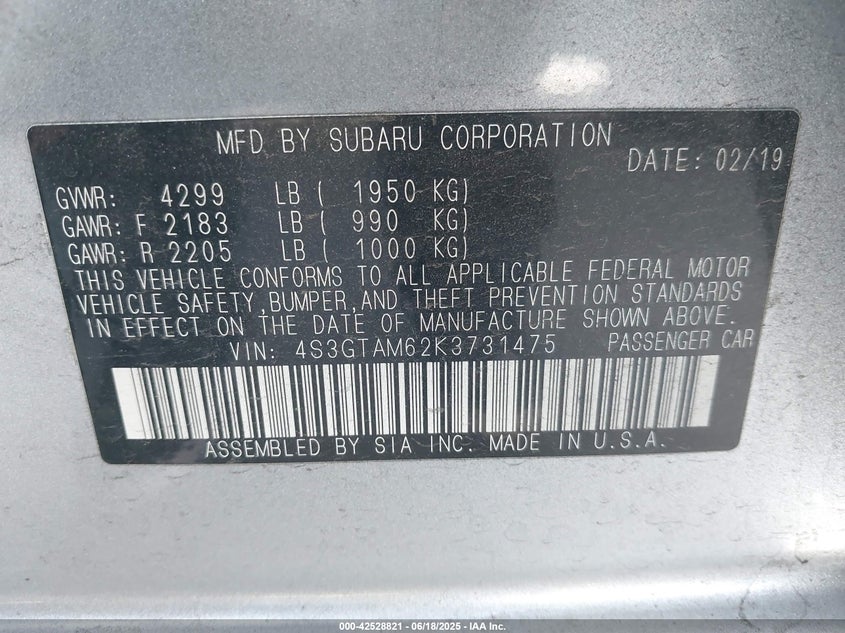 MFD BY SUBARU CORPORATION
DATE: 02/19
GVWR: 4299 LB ( 1950 KG)
GAWR: F 2183 LB ( 990 KG)
GAWR: R 2205 LB ( 1000 KG)
THIS VEHICLE CONFORMS TO ALL APPLICABLE FEDERAL MOTOR
VEHICLE SAFETY, BUMPER, AND THEFT PREVENTION STANDARDS
IN EFFECT ON THE DATE OF MANUFACTURE SHOWN ABOVE.
VIN: 4S3GTAM62K3731475 PASSENGER CAR
ASSEMBLED BY SIA INC. MADE IN U.S.A.
000-42528821 - 06/18/2025 - IAA Inc.